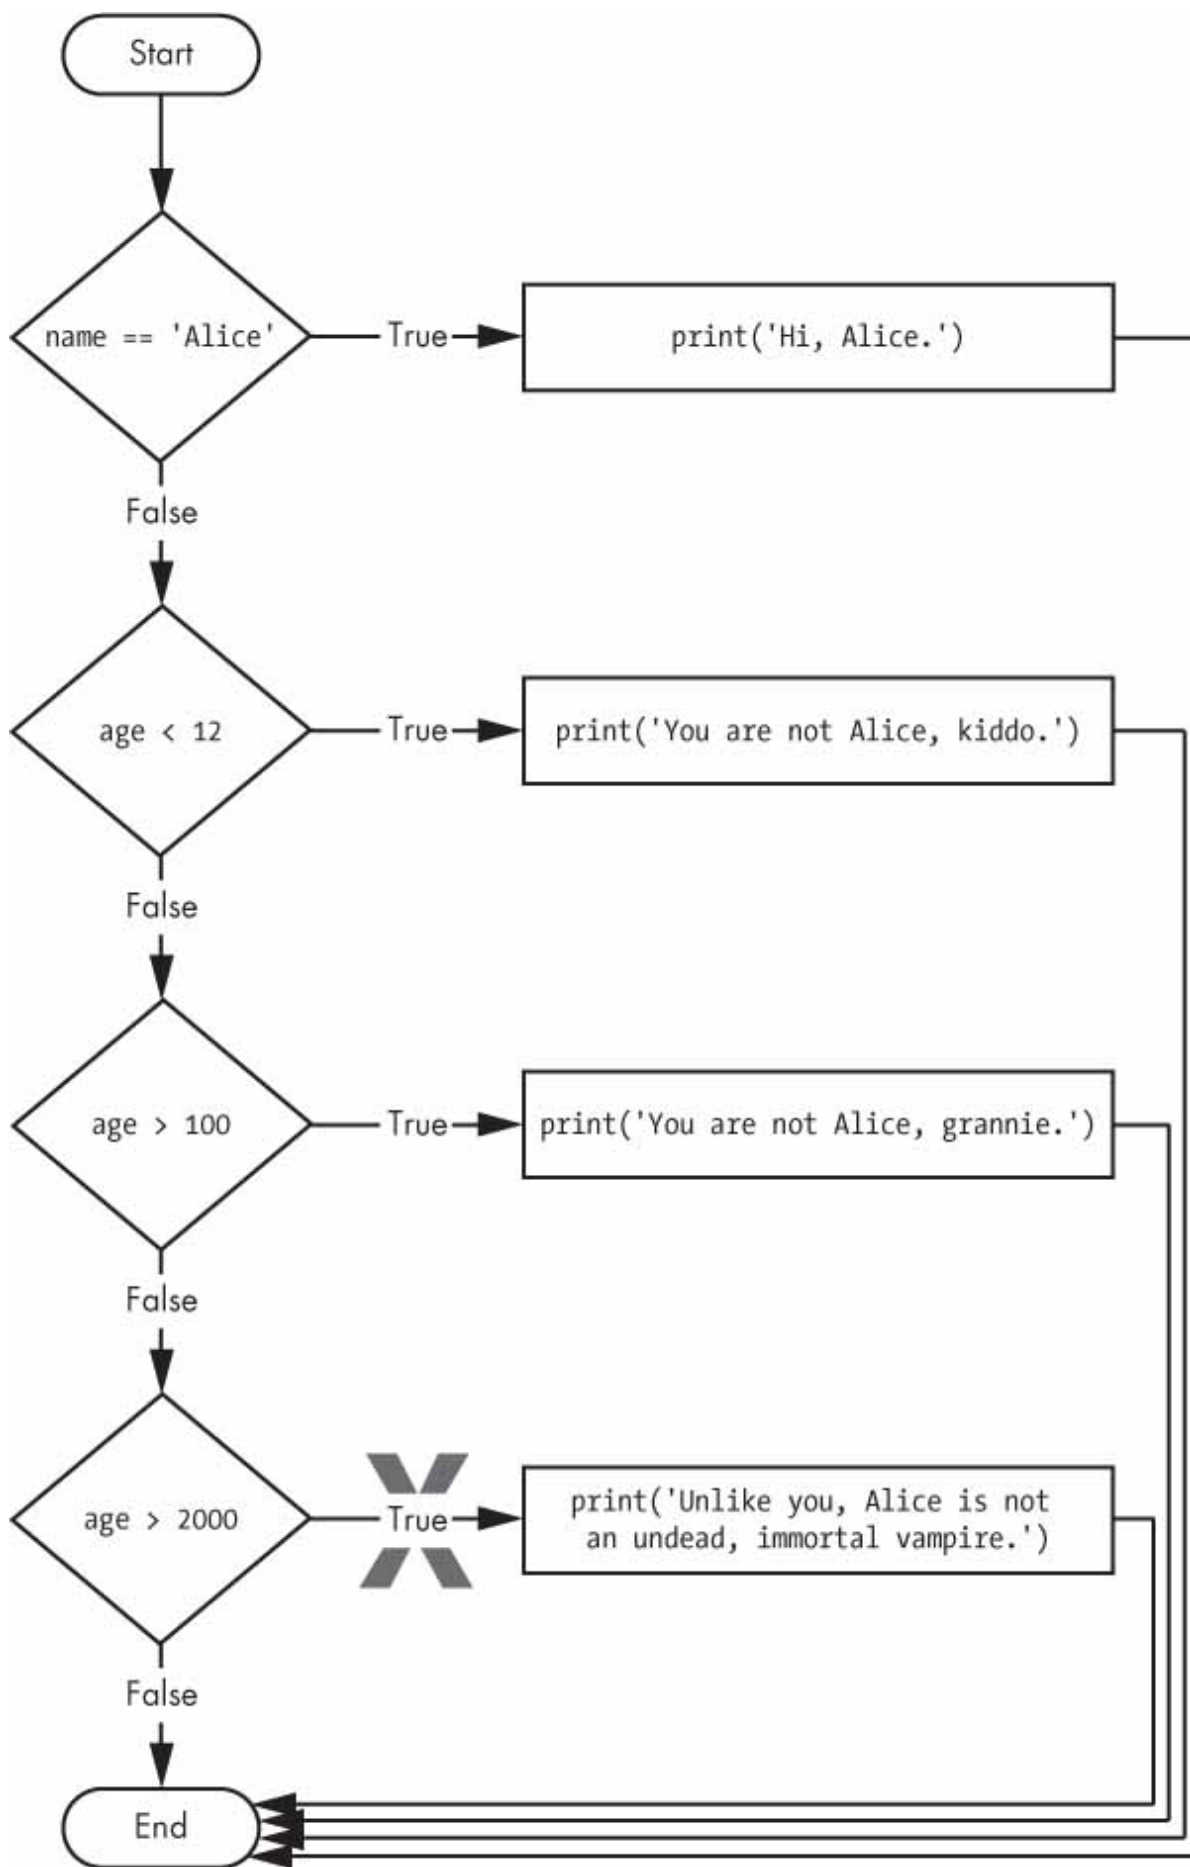 Start
name == 'Alice'
True
print('Hi, Alice.')
False
age < 12
True
print('You are not Alice, kiddo.')
False
age > 100
True
print('You are not Alice, grannie.')
False
age > 2000
True
print('Unlike you, Alice is not
an undead, immortal vampire.')
False
End